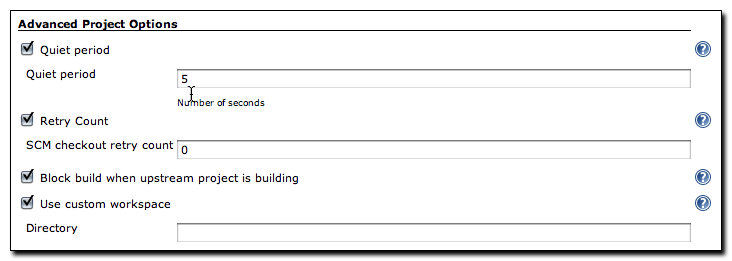 Advanced Project Options
Quiet period
Quiet period 5
Number of seconds
Retry Count
SCM checkout retry count 0
Block build when upstream project is building
Use custom workspace
Directory